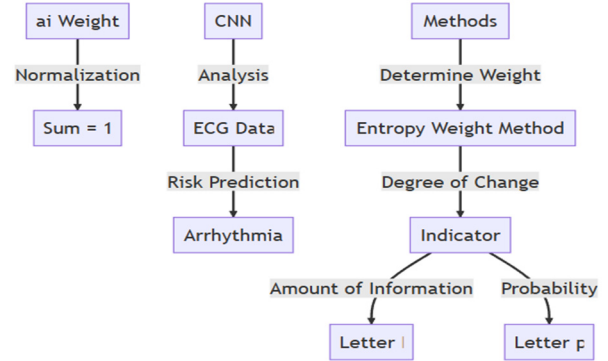 ai Weight
CNN
Methods
Normalization
Analysis
Determine Weight
Sum = 1
ECG Data
Entropy Weight Method
Risk Prediction
Degree of Change
Arrhythmia
Indicator
Amount of Information
Probability
Letter
Letter p